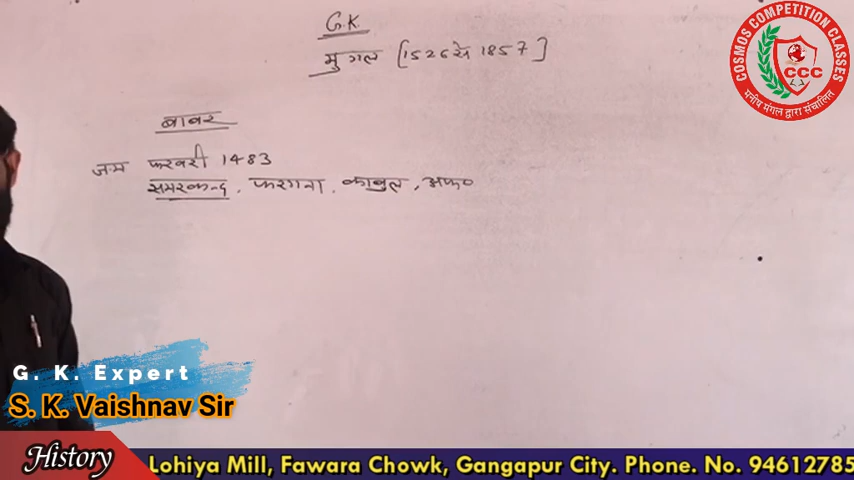 G.K
मुगल [1526 से 1857]
बाबर
जन्म फरवरी 1483
समरकन्द, फरगना, काबुल, अफ०
COSMOS COMPETITION CLASSES
CCC
मनीष मंगल द्वारा संचालित
G. K. Expert
S. K. Vaishnav Sir
History
Lohiya Mill, Fawara Chowk, Gangapur City. Phone. No. 94612785